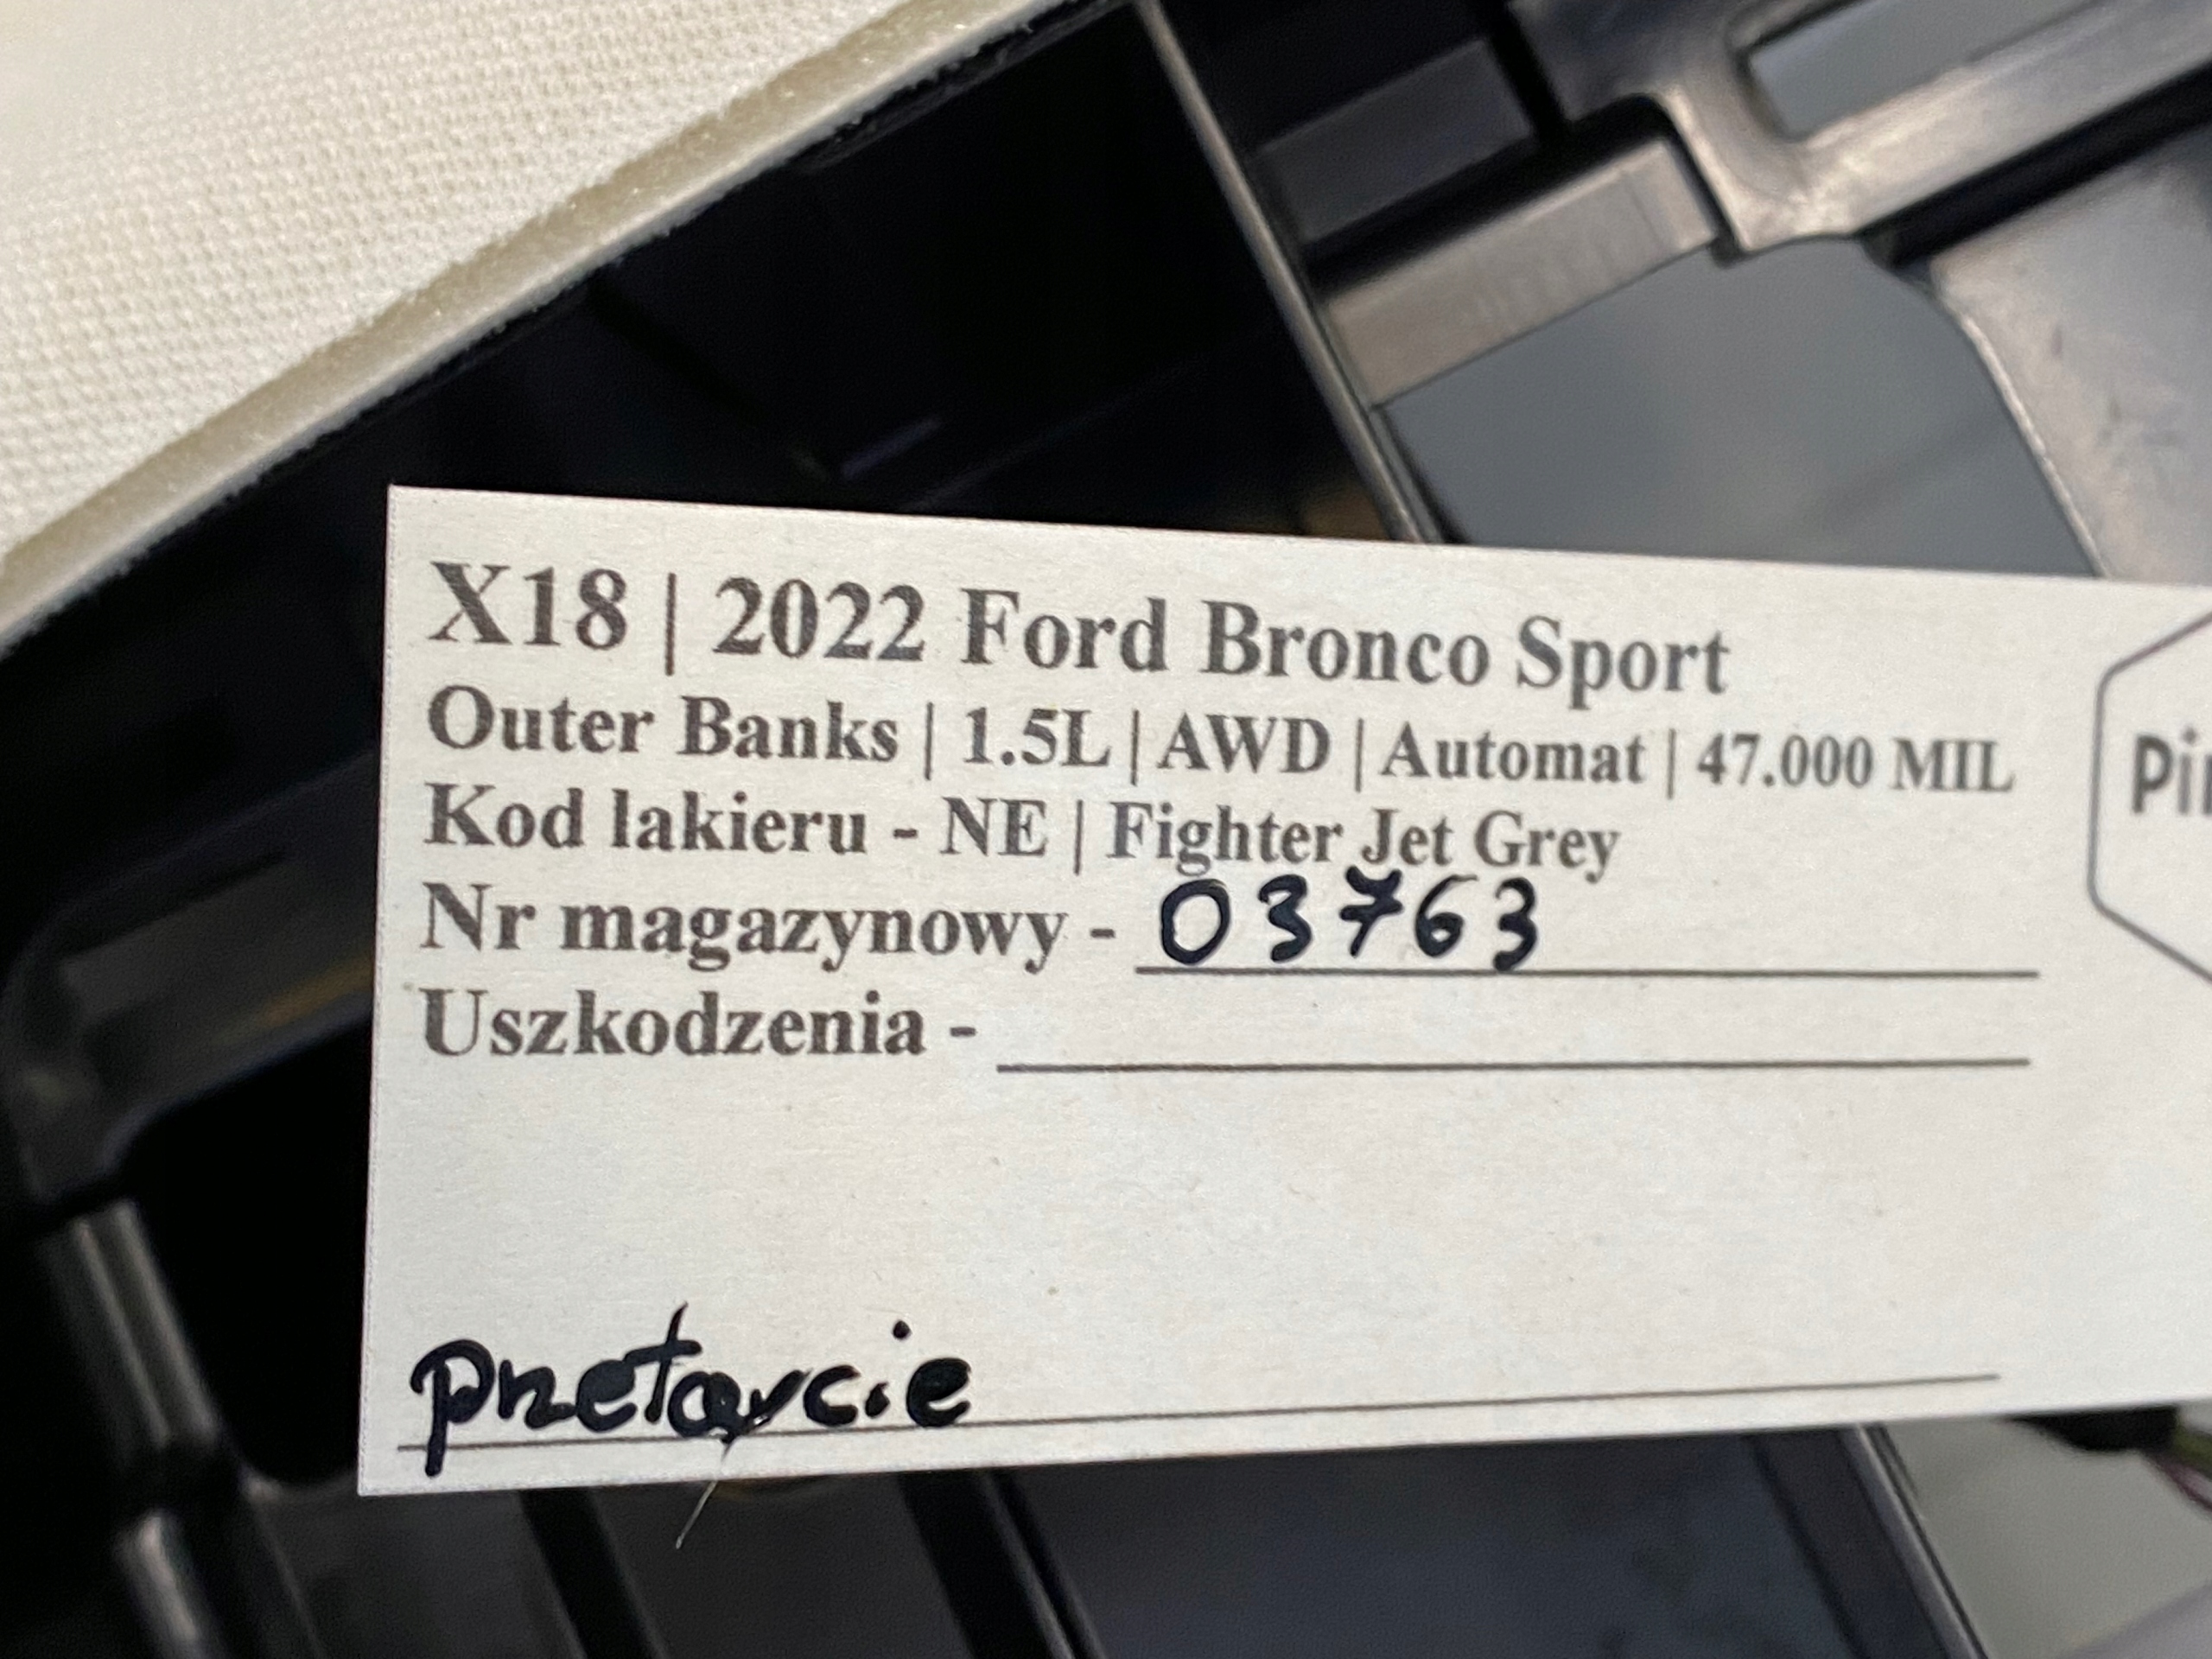 X18 | 2022 Ford Bronco Sport
Outer Banks | 1.5L | AWD | Automat | 47.000 MIL
Kod lakieru - NE | Fighter Jet Grey
Nr magazynowy - 03763
Uszkodzenia -
przetarcie